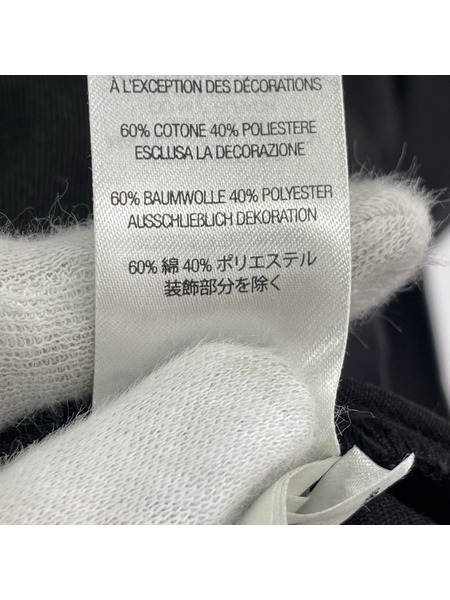 À L'EXCEPTION DES DÉCORATIONS
60% COTONE 40% POLIESTERE
ESCLUSA LA DECORAZIONE
60% BAUMWOLLE 40% POLYESTER
AUSSCHLIEBLICH DEKORATION
60% 綿 40% ポリエステル
装飾部分を除く